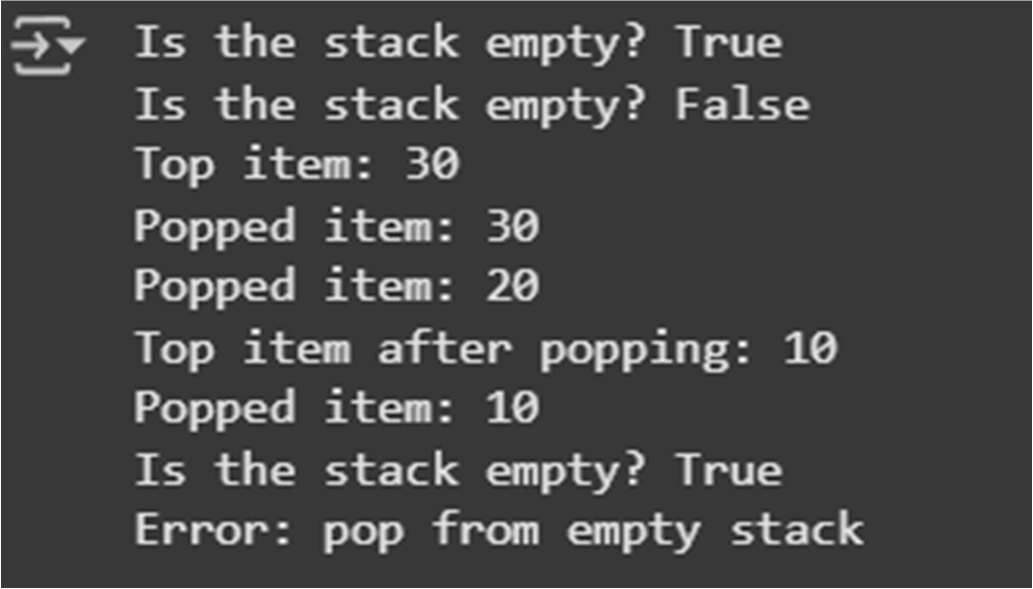 Is the stack empty? True
Is the stack empty? False
Top item: 30
Popped item: 30
Popped item: 20
Top item after popping: 10
Popped item: 10
Is the stack empty? True
Error: pop from empty stack